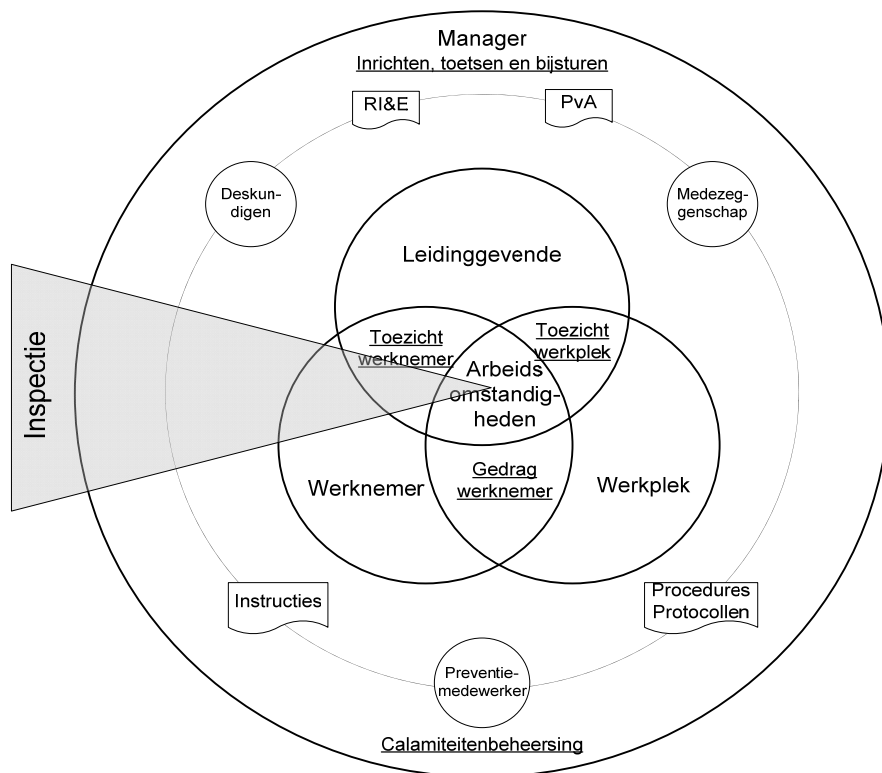 Manager
Inrichten, toetsen en bijsturen
RI&E
PvA
Deskun-
digen
Medezeg-
genschap
Leidinggevende
Toezicht
werknemer
Toezicht
werkplek
Arbeids
omstandig-
heden
Inspectie
Gedrag
werknemer
Werknemer
Werkplek
Instructies
Procedures
Protocollen
Preventie-
medewerker
Calamiteitenbeheersing